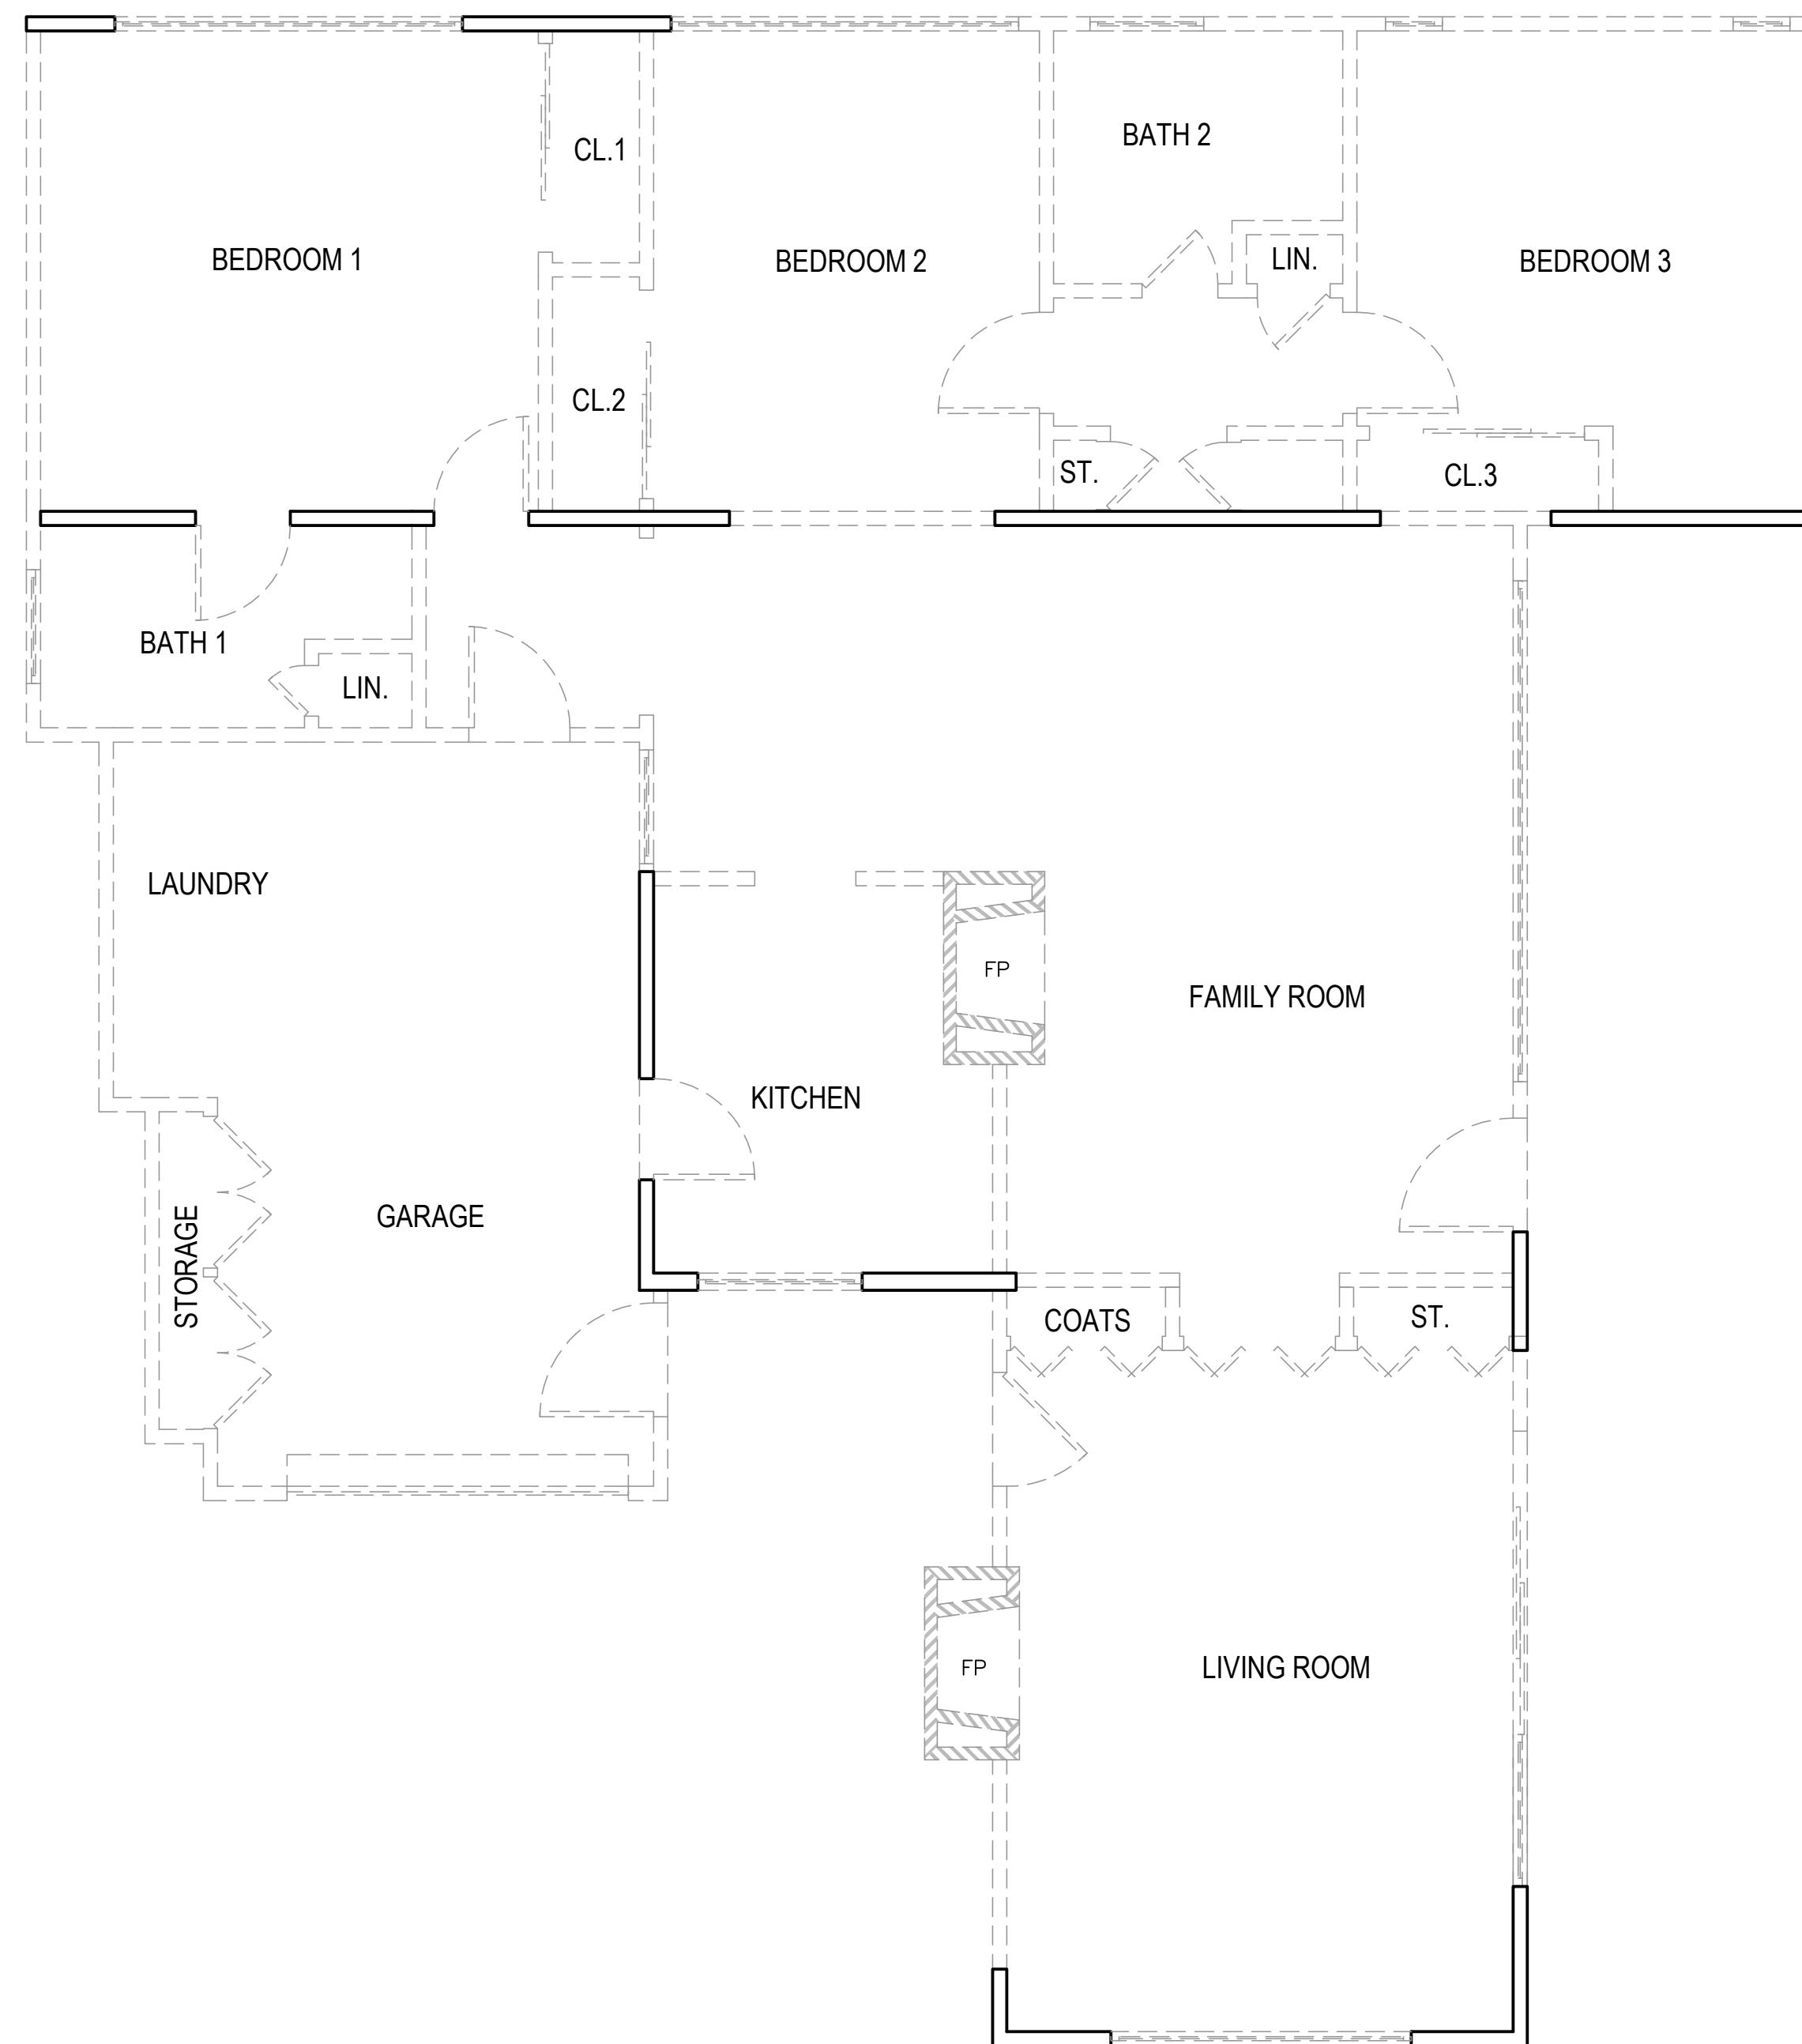 BATH 2
CL.1
BEDROOM 1
BEDROOM 2
LIN.
BEDROOM 3
CL.2
ST.
CL.3
BATH 1
LIN.
LAUNDRY
FP
FAMILY ROOM
KITCHEN
STORAGE
GARAGE
COATS
ST.
FP
LIVING ROOM